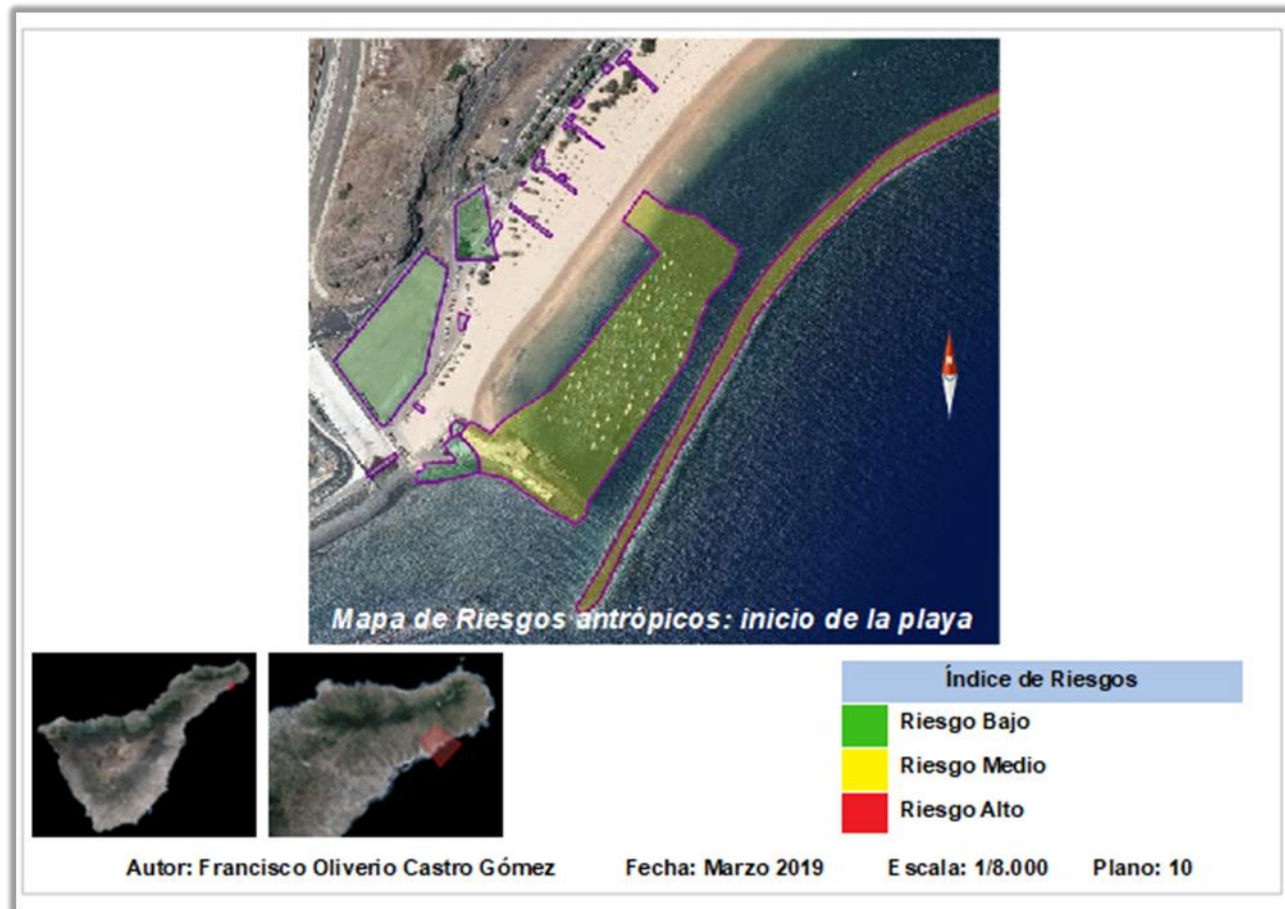 Mapa de Riesgos antrópicos: inicio de la playa
Índice de Riesgos
Riesgo Bajo
Riesgo Medio
Riesgo Alto
Autor: Francisco Oliverio Castro Gómez Fecha: Marzo 2019 Escala: 1/8.000 Plano: 10